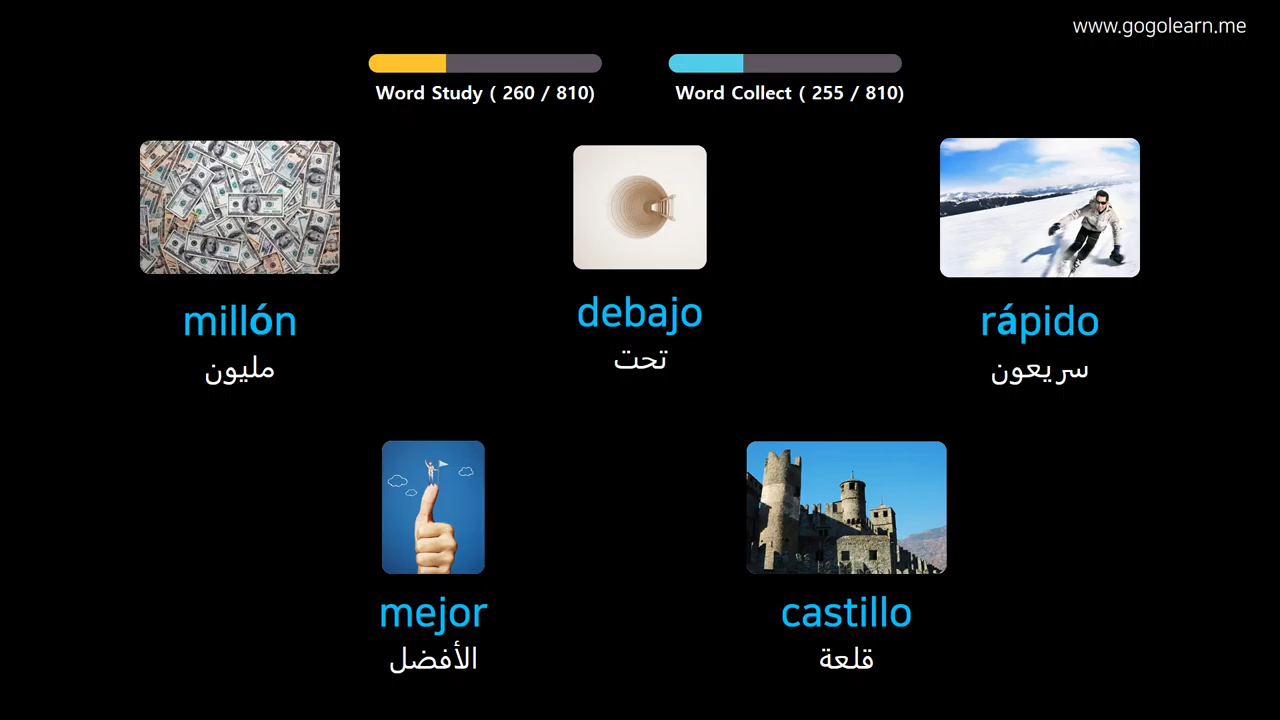 www.gogolearn.me
Word Study ( 260 / 810)
Word Collect ( 255 / 810)
millón
مليون
debajo
تحت
rápido
سريعون
mejor
الأفضل
castillo
قلعة